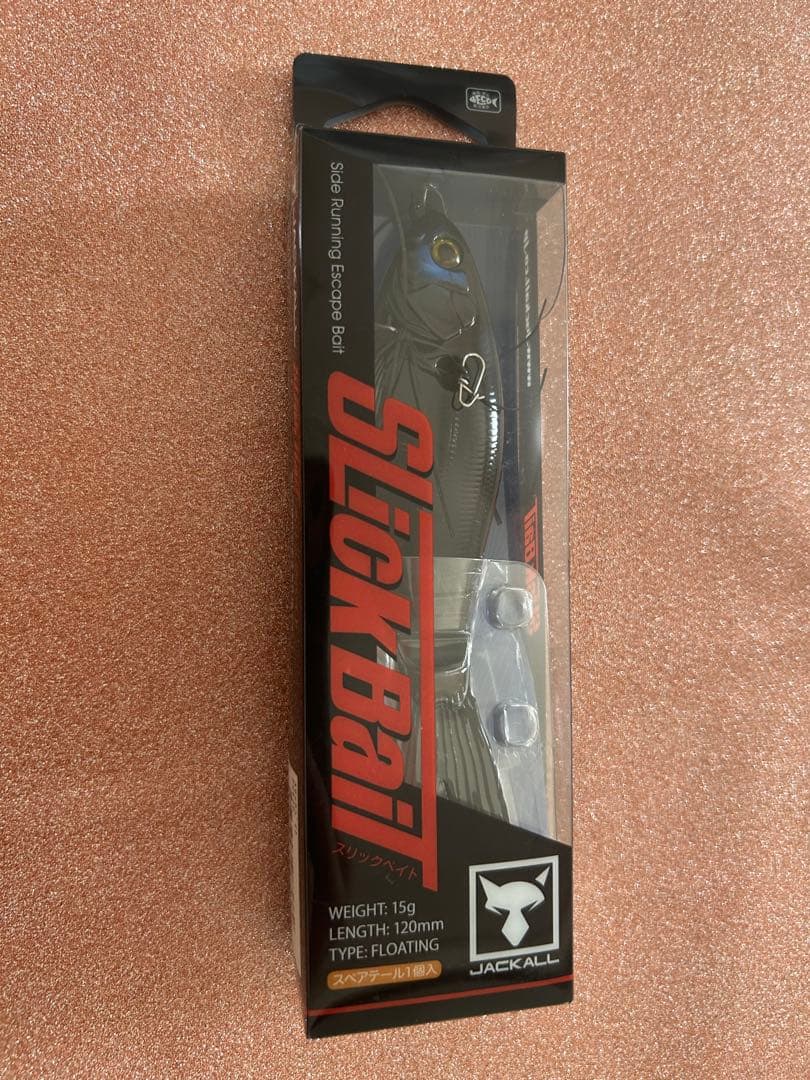 Side Running Escape Bait
SLickBaiT
スリックベイト
WEIGHT: 15g
LENGTH: 120mm
TYPE: FLOATING
スペアテール1個入
JACKALL